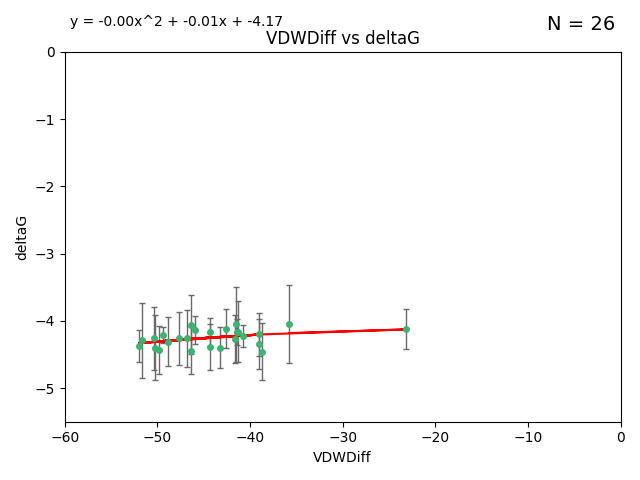 y = -0.00x^2 + -0.01x + -4.17
N = 26
VDWDiff vs deltaG
0
−1
−2
−3
−4
−5
deltaG
−60 −50 −40 −30 −20 −10 0
VDWDiff